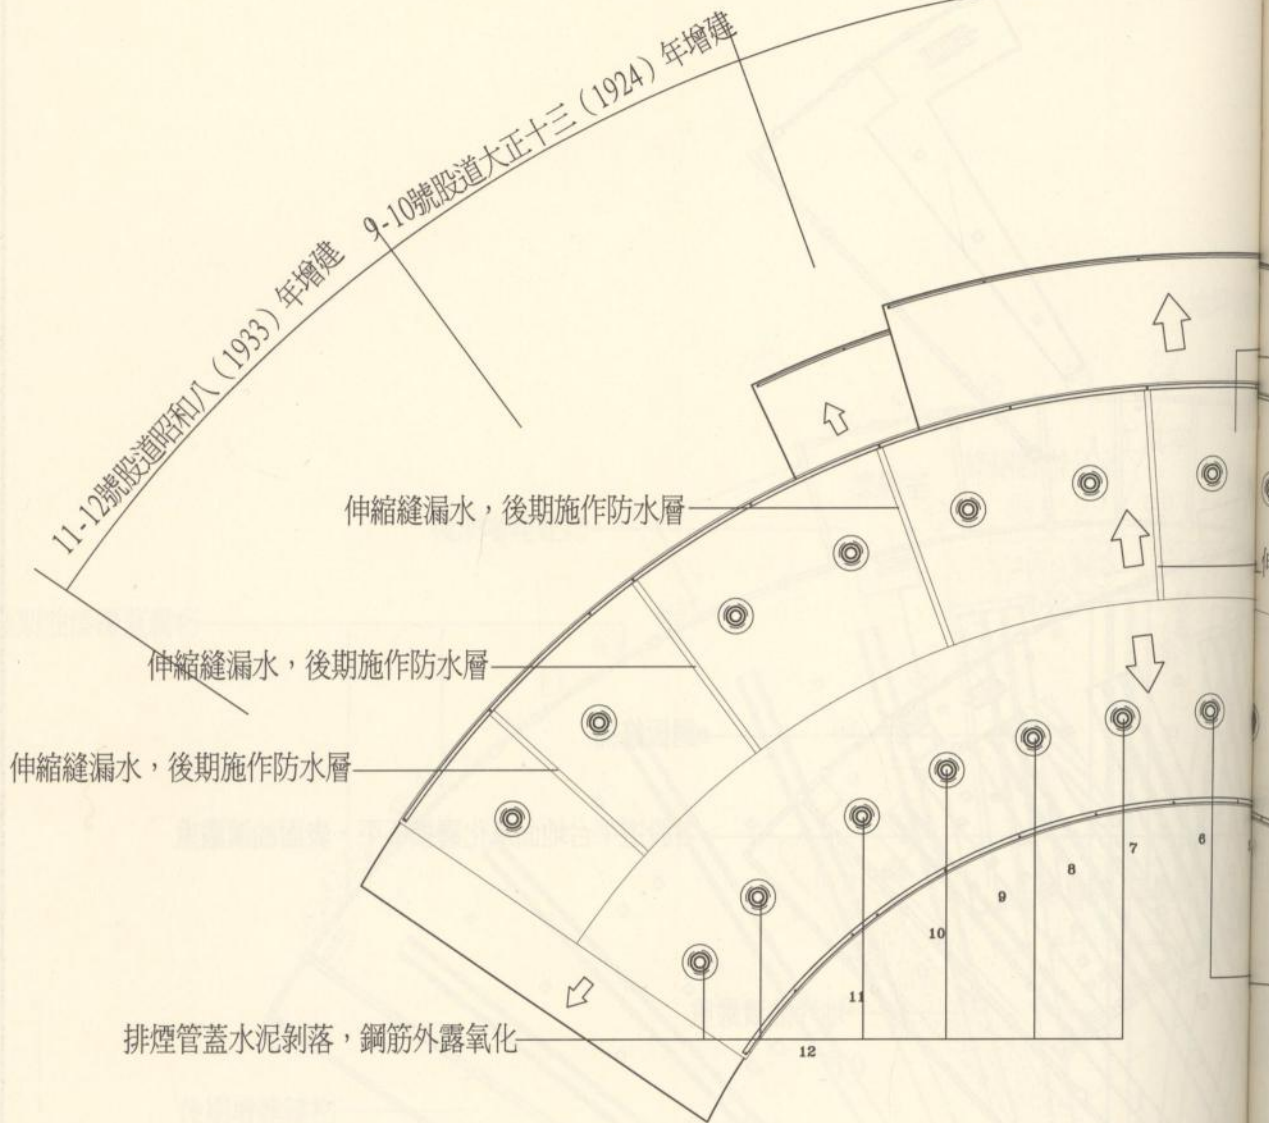 9-10號股道大正十三（1924）年增建
11-12號股道昭和八（1933）年增建
伸縮縫漏水，後期施作防水層
伸縮縫漏水，後期施作防水層
伸縮縫漏水，後期施作防水層
6
7
8
9
10
11
12
排煙管蓋水泥剝落，鋼筋外露氧化